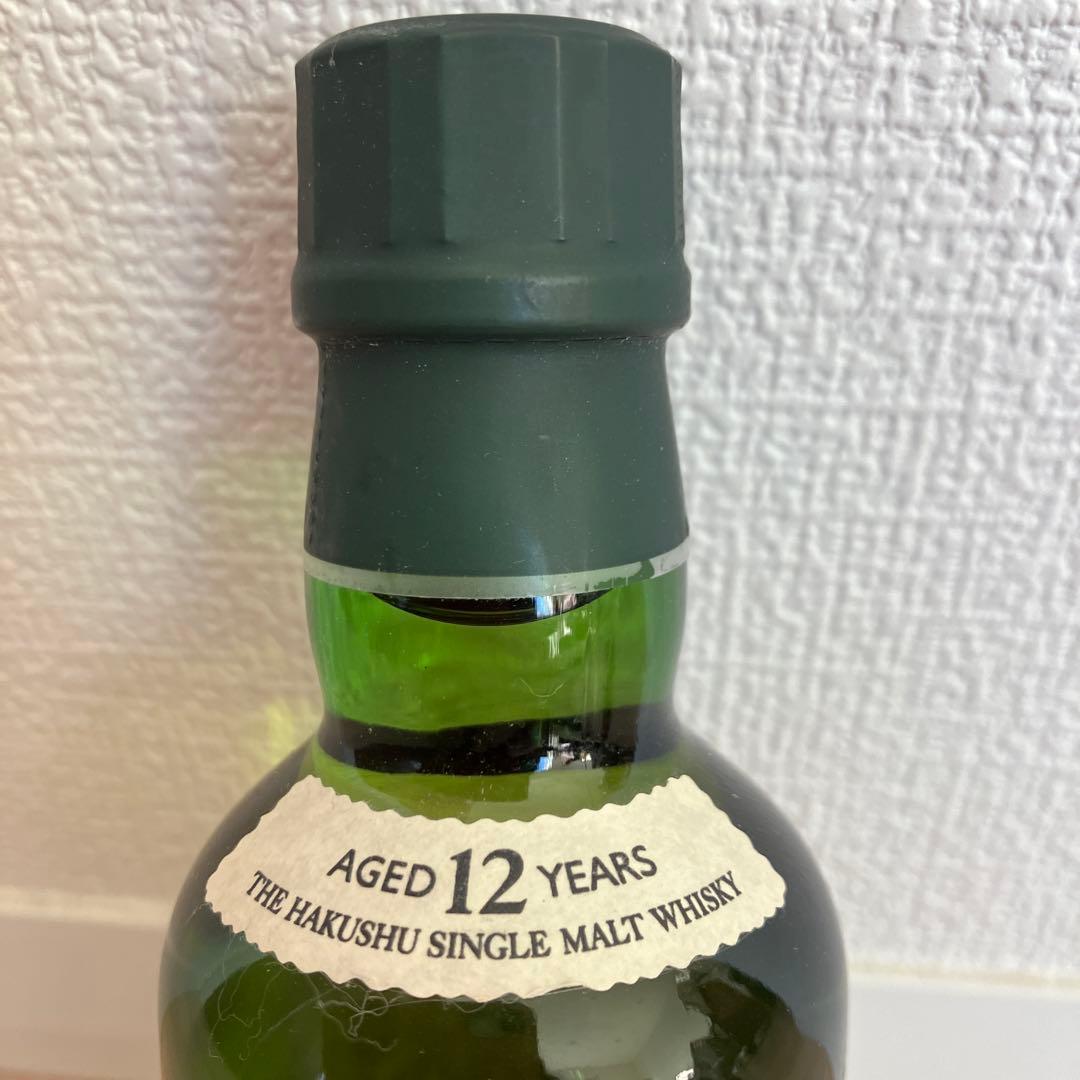 AGED 12 YEARS
THE HAKUSHU SINGLE MALT WHISKY